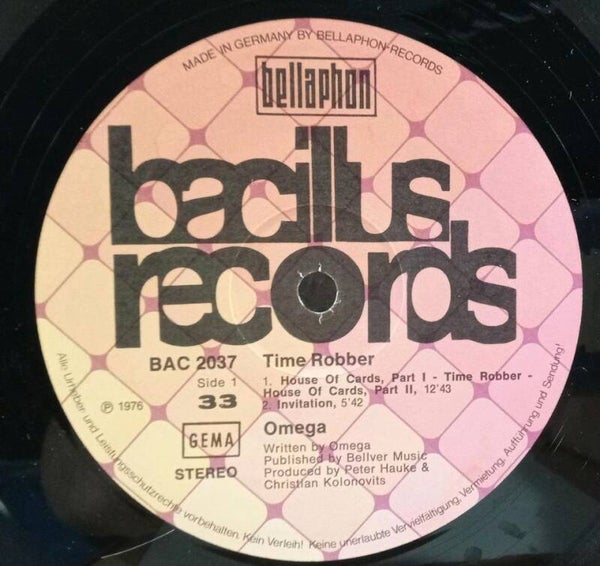 MADE IN GERMANY BY BELLAPHON-RECORDS
bellaphon
bacillus
records
BAC 2037
Side 1
33
℗ 1976
GEMA
STEREO
Time Robber
1. House Of Cards, Part I - Time Robber -
House Of Cards, Part II, 12'43
2. Invitation, 5'42
Omega
Written by Omega
Published by Bellver Music
Produced by Peter Hauke &
Christian Kolonovits
Alle Urheber und Leistungsschutzrechte vorbehalten. Kein Verleih! Keine unerlaubte Vervielfältigung, Vermietung, Aufführung und Sendung!